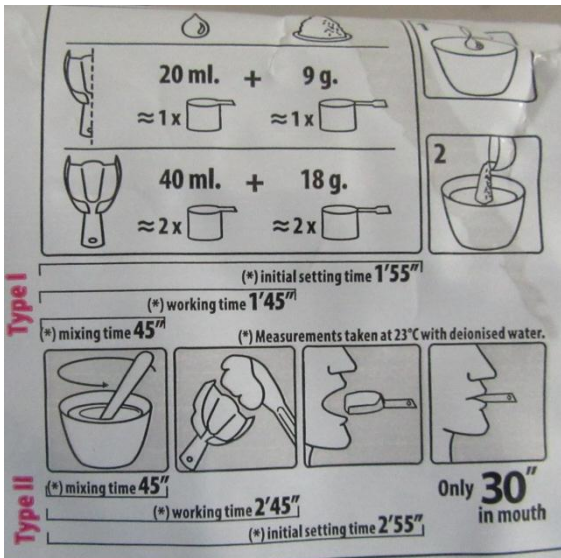 1
20 ml. + 9 g.
≈1x ≈1x
2
40 ml. + 18 g.
≈2x ≈2x
Type I
(*) initial setting time 1'55"
(*) working time 1'45"
(*) mixing time 45"
(*) Measurements taken at 23°C with deionised water.
Type II
(*) mixing time 45"
(*) working time 2'45"
(*) initial setting time 2'55"
Only 30"
in mouth